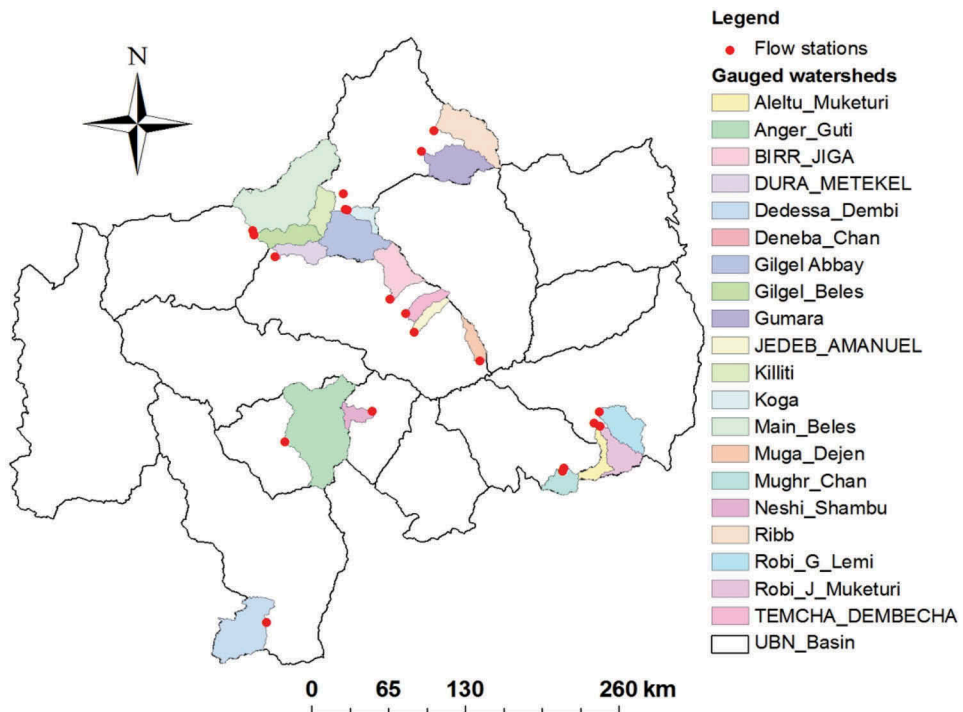 Legend
N
Flow stations
Gauged watersheds
Aleltu_Muketuri
Anger_Guti
BIRR_JIGA
DURA_METEKEL
Dedessa_Dembi
Deneba_Chan
Gilgel Abbay
Gilgel_Beles
Gumara
JEDEB_AMANUEL
Killiti
Koga
Main_Beles
Muga_Dejen
Mughr_Chan
Neshi_Shambu
Ribb
Robi_G_Lemi
Robi_J_Muketuri
TEMCHA_DEMBECHA
UBN_Basin
0 65 130 260 km